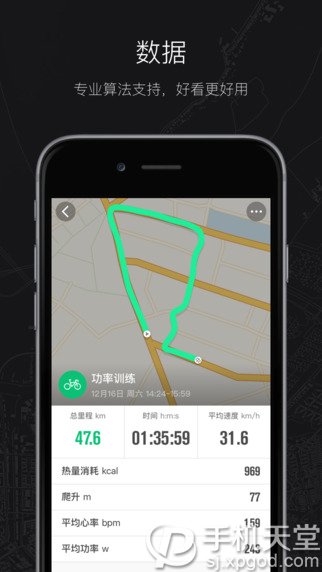 数据
专业算法支持，好看更好用
功率训练
12月16日 周六 14:24-15:59
总里程 km
时间 h:m:s
平均速度 km/h
47.6
01:35:59
31.6
热量消耗 kcal
969
爬升 m
77
平均心率 bpm
159
平均功率 w
243
手机天堂
sj.xpgod.com